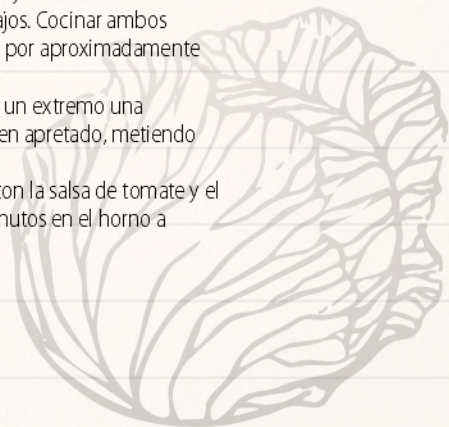 ajos. Cocinar ambos
por aproximadamente
un extremo una
en apretado, metiendo
con la salsa de tomate y el
nutos en el horno a